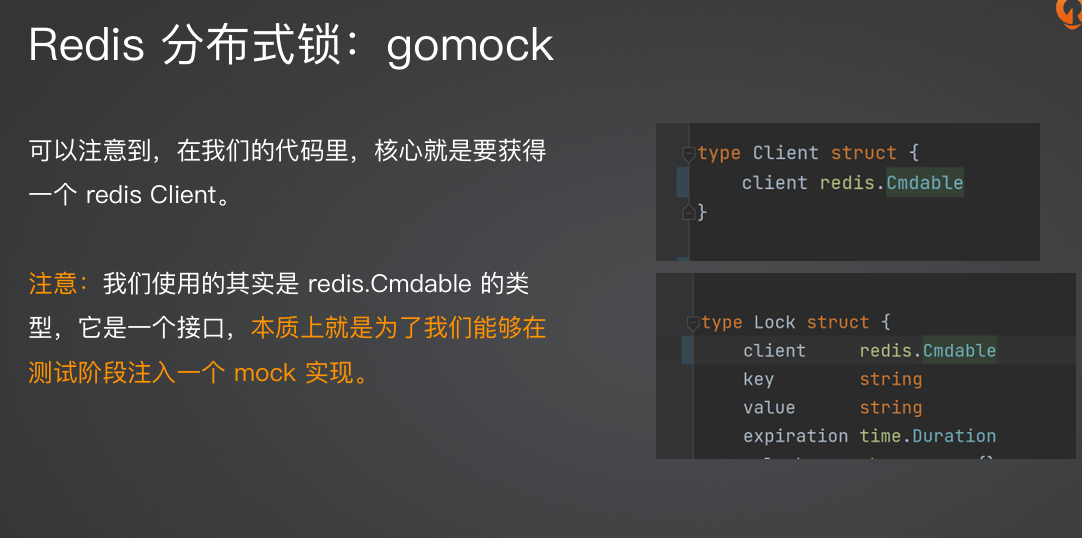 Redis 分布式锁：gomock
可以注意到，在我们的代码里，核心就是要获得
一个 redis Client。
注意：我们使用的其实是 redis.Cmdable 的类
型，它是一个接口，本质上就是为了我们能够在
测试阶段注入一个 mock 实现。
type Client struct {
client redis.Cmdable
}
type Lock struct {
client redis.Cmdable
key string
value string
expiration time.Duration